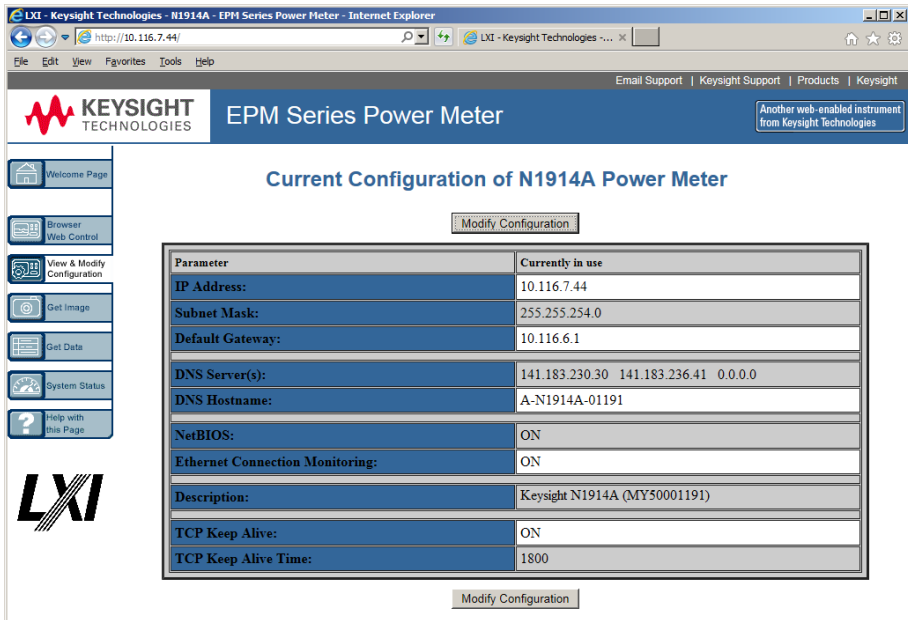 LXI - Keysight Technologies - N1914A - EPM Series Power Meter - Internet Explorer
http://10.116.7.44/
LXI - Keysight Technologies -...
File Edit View Favorites Tools Help
Email Support | Keysight Support | Products | Keysight
KEYSIGHT
TECHNOLOGIES
EPM Series Power Meter
Another web-enabled instrument
from Keysight Technologies
Welcome Page
Browser
Web Control
View & Modify
Configuration
Get Image
Get Data
System Status
Help with
this Page
LXI
Current Configuration of N1914A Power Meter
Modify Configuration
Parameter Currently in use
IP Address: 10.116.7.44
Subnet Mask: 255.255.254.0
Default Gateway: 10.116.6.1
DNS Server(s): 141.183.230.30 141.183.236.41 0.0.0.0
DNS Hostname: A-N1914A-01191
NetBIOS: ON
Ethernet Connection Monitoring: ON
Description: Keysight N1914A (MY50001191)
TCP Keep Alive: ON
TCP Keep Alive Time: 1800
Modify Configuration